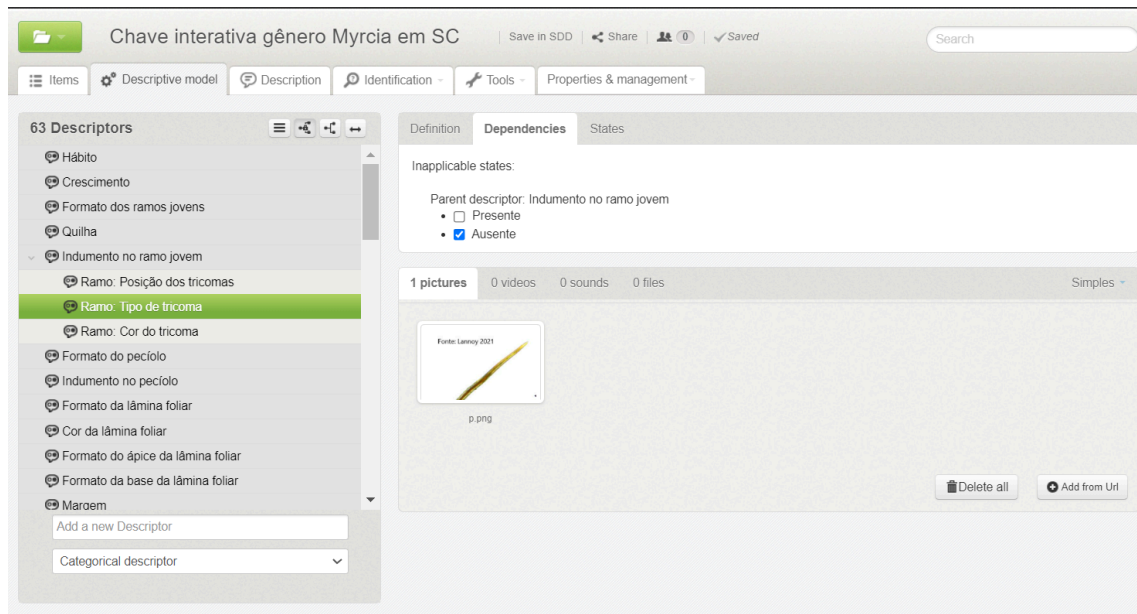 Chave interativa gênero Myrcia em SC
Save in SDD
Share
0
Saved
Search
Items
Descriptive model
Description
Identification
Tools
Properties & management
63 Descriptors
Hábito
Crescimento
Formato dos ramos jovens
Quilha
Indumento no ramo jovem
Ramo: Posição dos tricomas
Ramo: Tipo de tricoma
Ramo: Cor do tricoma
Formato do pecíolo
Indumento no pecíolo
Formato da lâmina foliar
Cor da lâmina foliar
Formato do ápice da lâmina foliar
Formato da base da lâmina foliar
Margem
Add a new Descriptor
Categorical descriptor
Definition
Dependencies
States
Inapplicable states:
Parent descriptor: Indumento no ramo jovem
Presente
Ausente
1 pictures
0 videos
0 sounds
0 files
Simples
Fonte: Lannoy 2021
p.png
Delete all
Add from Url